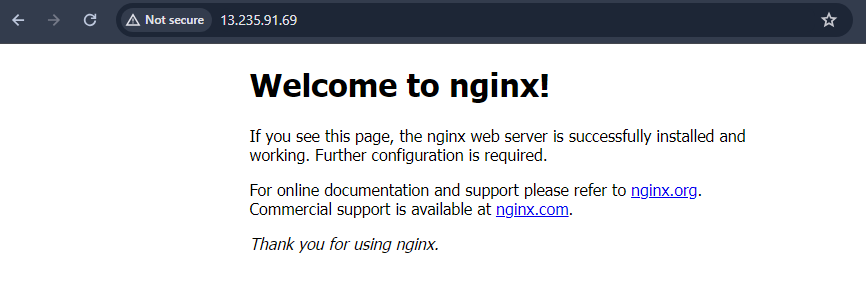 Not secure 13.235.91.69
Welcome to nginx!
If you see this page, the nginx web server is successfully installed and
working. Further configuration is required.
For online documentation and support please refer to nginx.org.
Commercial support is available at nginx.com.
Thank you for using nginx.